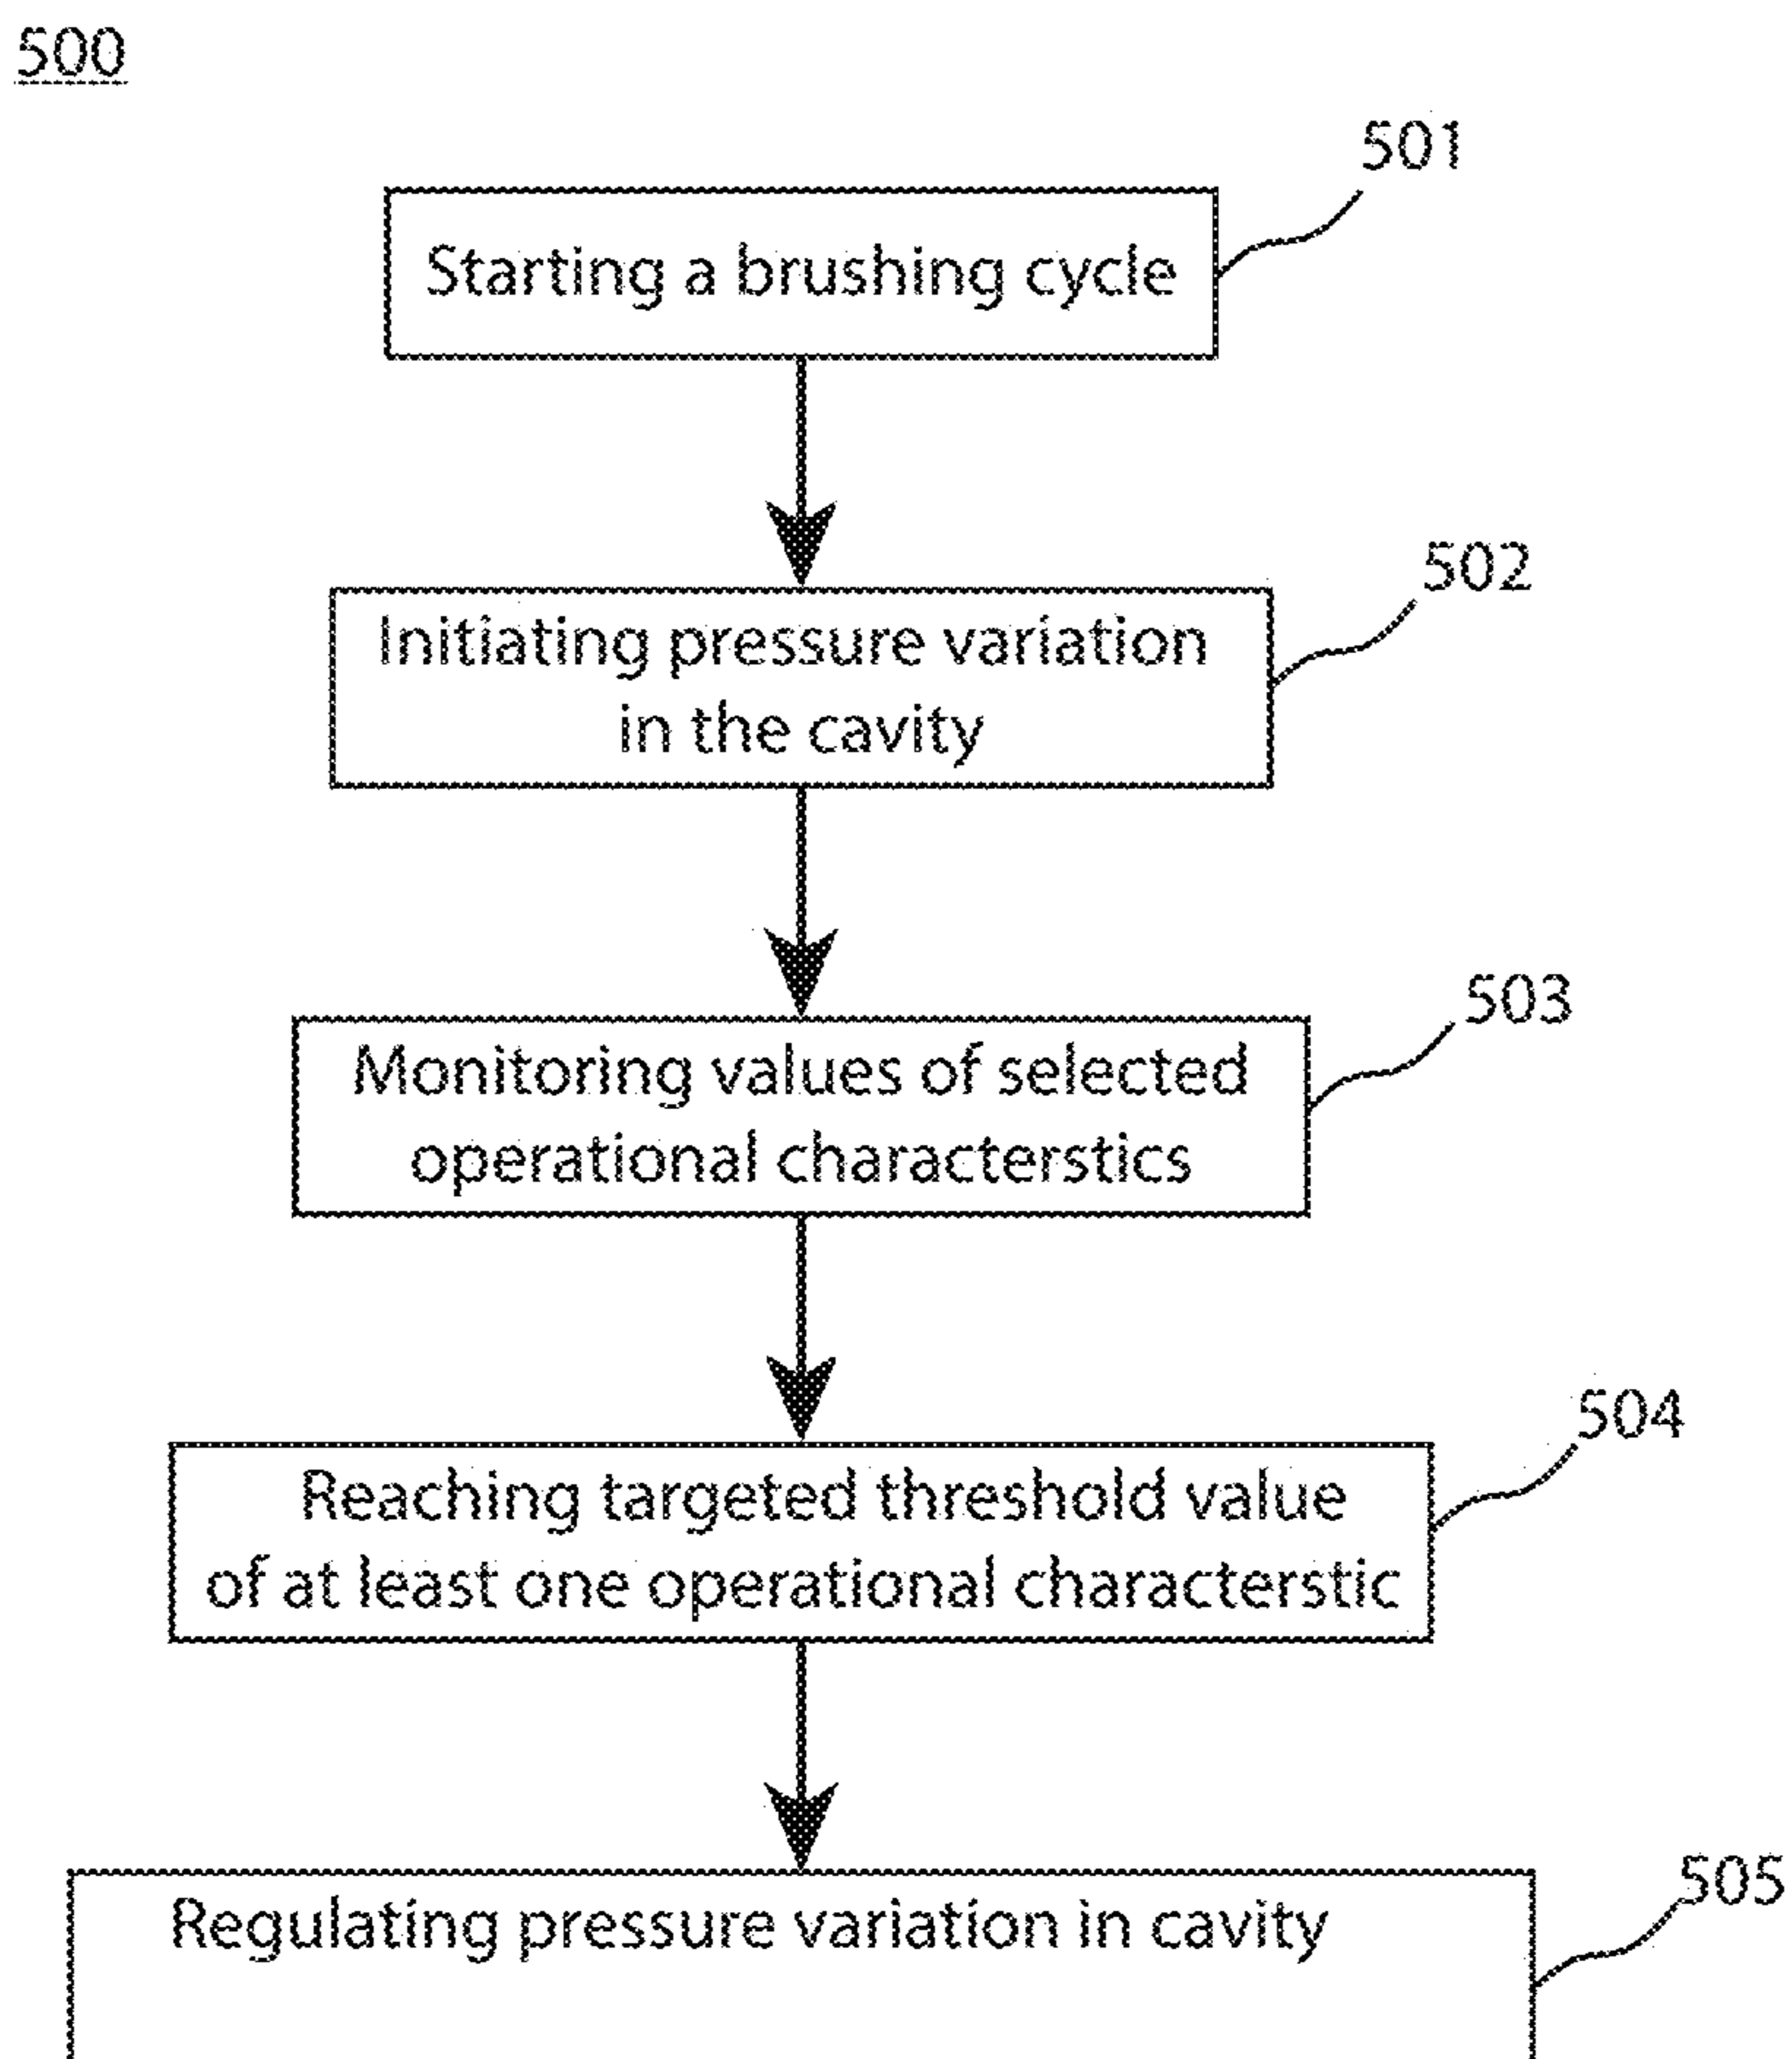 500
501
Starting a brushing cycle
502
Initiating pressure variation
in the cavity
503
Monitoring values of selected
operational characterstics
504
Reaching targeted threshold value
of at least one operational characterstic
505
Regulating pressure variation in cavity